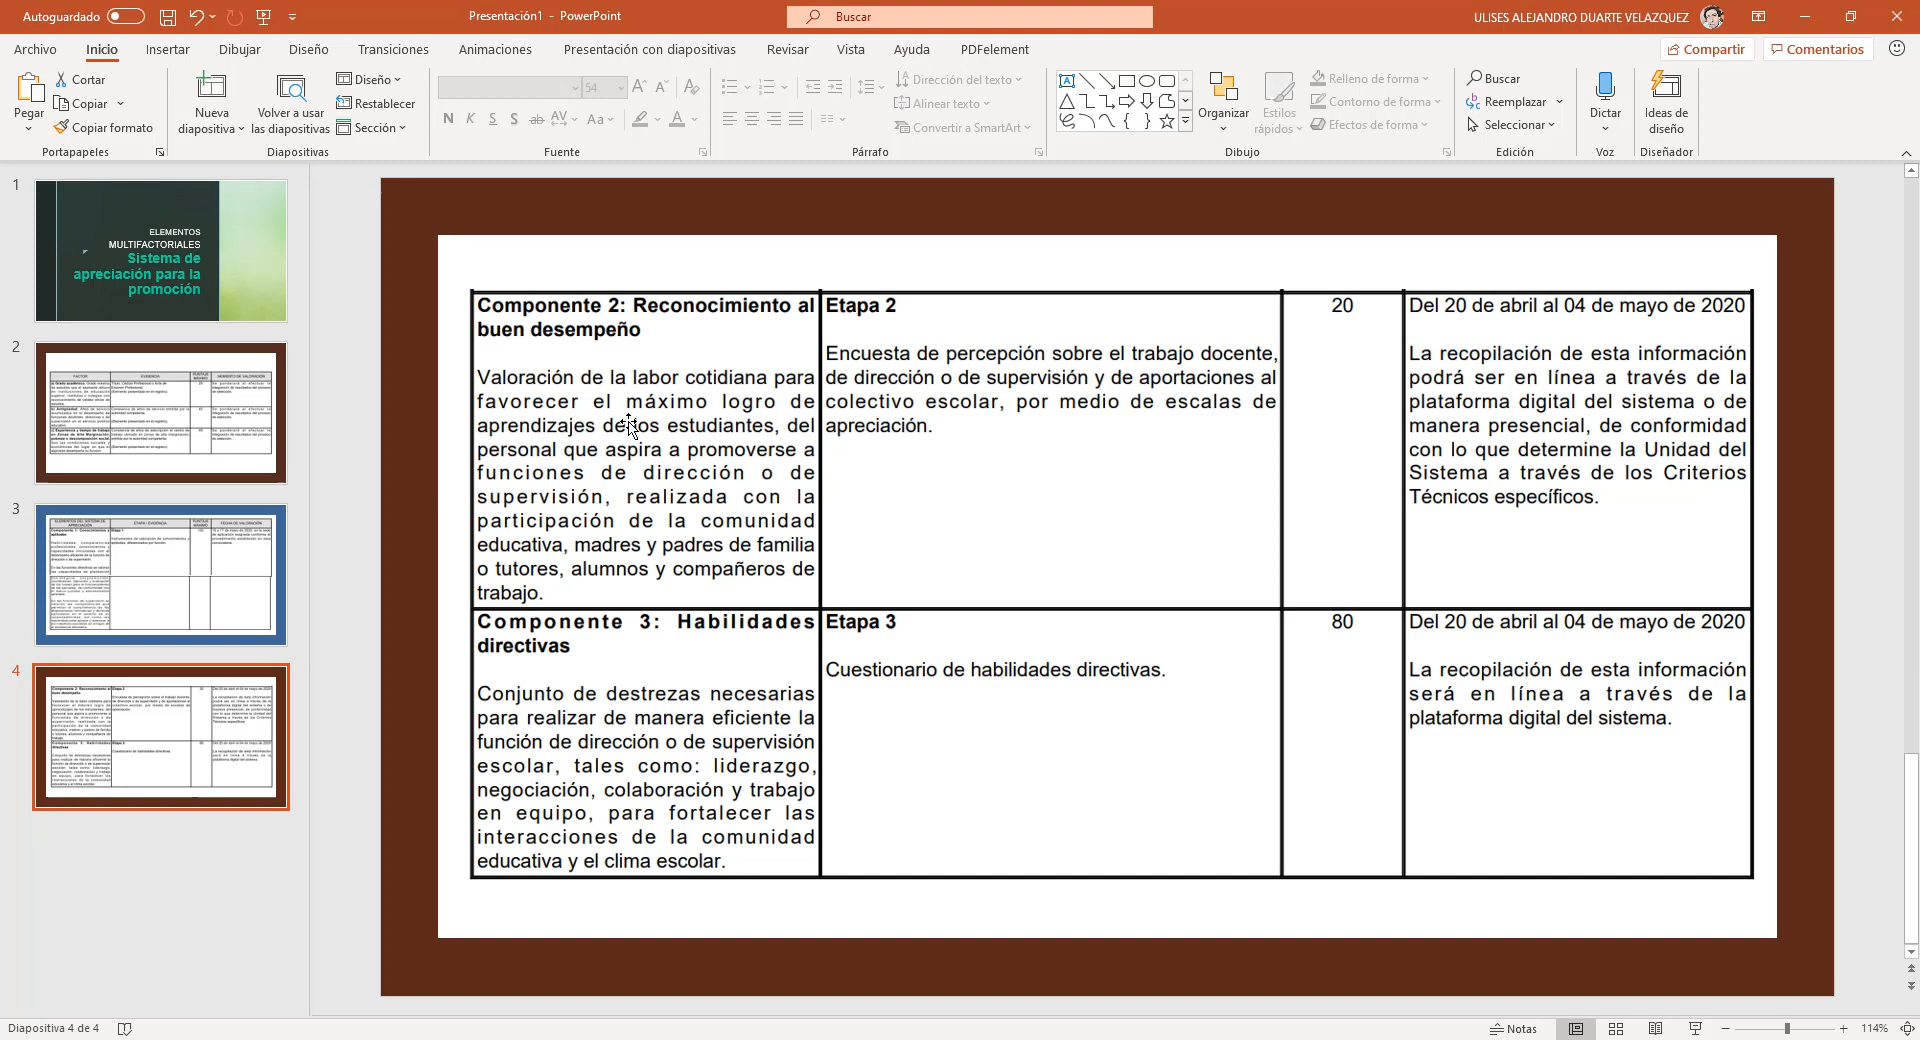 Autoguardado
Presentación1 - PowerPoint
Buscar
ULISES ALEJANDRO DUARTE VELAZQUEZ
Archivo Inicio Insertar Dibujar Diseño Transiciones Animaciones Presentación con diapositivas Revisar Vista Ayuda PDFelement
Compartir Comentarios
Pegar
Cortar
Copiar
Copiar formato
Portapapeles
Nueva
diapositiva
Volver a usar
las diapositivas
Diseño
Restablecer
Sección
Diapositivas
54
N K S S ab AV Aa A
Fuente
Dirección del texto
Alinear texto
Convertir a SmartArt
Párrafo
Organizar
Estilos
rápidos
Relleno de forma
Contorno de forma
Efectos de forma
Dibujo
Buscar
Reemplazar
Seleccionar
Edición
Dictar
Voz
Ideas de
diseño
Diseñador
1
ELEMENTOS
MULTIFACTORIALES
Sistema de
apreciación para la
promoción
2
3
4
Componente 2: Reconocimiento al
buen desempeño
Valoración de la labor cotidiana para
favorecer el máximo logro de
aprendizajes de los estudiantes, del
personal que aspira a promoverse a
funciones de dirección o de
supervisión, realizada con la
participación de la comunidad
educativa, madres y padres de familia
o tutores, alumnos y compañeros de
trabajo.
Etapa 2
Encuesta de percepción sobre el trabajo docente,
de dirección o de supervisión y de aportaciones al
colectivo escolar, por medio de escalas de
apreciación.
20
Del 20 de abril al 04 de mayo de 2020
La recopilación de esta información
podrá ser en línea a través de la
plataforma digital del sistema o de
manera presencial, de conformidad
con lo que determine la Unidad del
Sistema a través de los Criterios
Técnicos específicos.
Componente 3: Habilidades
directivas
Conjunto de destrezas necesarias
para realizar de manera eficiente la
función de dirección o de supervisión
escolar, tales como: liderazgo,
negociación, colaboración y trabajo
en equipo, para fortalecer las
interacciones de la comunidad
educativa y el clima escolar.
Etapa 3
Cuestionario de habilidades directivas.
80
Del 20 de abril al 04 de mayo de 2020
La recopilación de esta información
será en línea a través de la
plataforma digital del sistema.
Diapositiva 4 de 4
Notas
114%